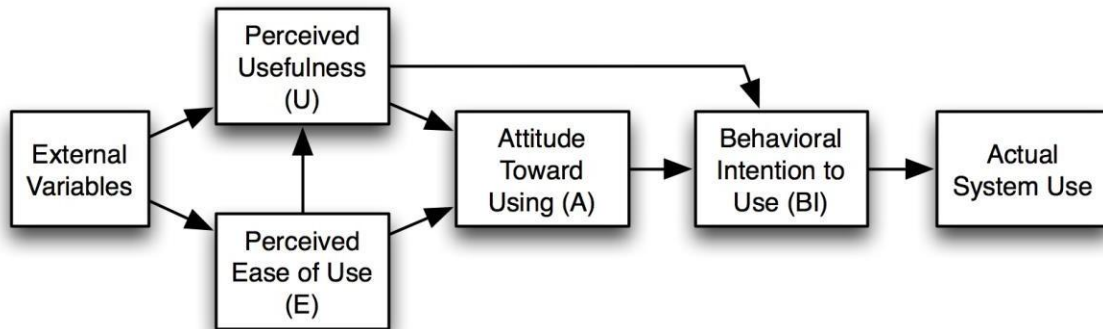 External
Variables
Perceived
Usefulness
(U)
Perceived
Ease of Use
(E)
Attitude
Toward
Using (A)
Behavioral
Intention to
Use (BI)
Actual
System Use